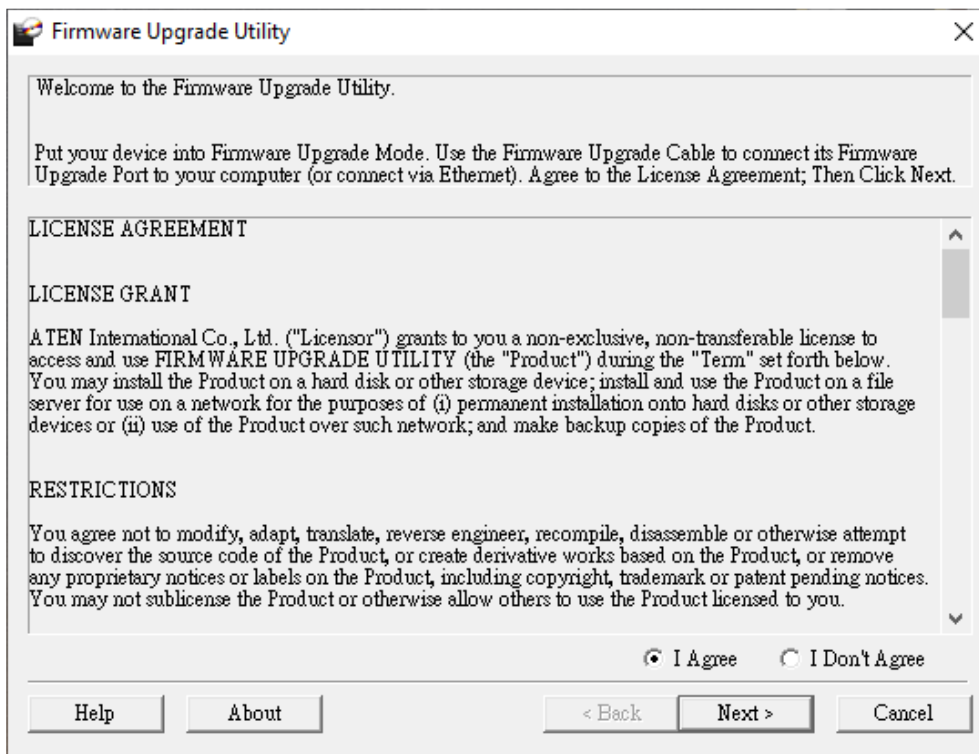 Firmware Upgrade Utility
Welcome to the Firmware Upgrade Utility.
Put your device into Firmware Upgrade Mode. Use the Firmware Upgrade Cable to connect its Firmware
Upgrade Port to your computer (or connect via Ethernet). Agree to the License Agreement; Then Click Next.
LICENSE AGREEMENT
LICENSE GRANT
ATEN International Co., Ltd. ("Licensor") grants to you a non-exclusive, non-transferable license to
access and use FIRMWARE UPGRADE UTILITY (the "Product") during the "Term" set forth below.
You may install the Product on a hard disk or other storage device; install and use the Product on a file
server for use on a network for the purposes of (i) permanent installation onto hard disks or other storage
devices or (ii) use of the Product over such network; and make backup copies of the Product.
RESTRICTIONS
You agree not to modify, adapt, translate, reverse engineer, recompile, disassemble or otherwise attempt
to discover the source code of the Product, or create derivative works based on the Product, or remove
any proprietary notices or labels on the Product, including copyright, trademark or patent pending notices.
You may not sublicense the Product or otherwise allow others to use the Product licensed to you.
I Agree I Don't Agree
Help About < Back Next > Cancel